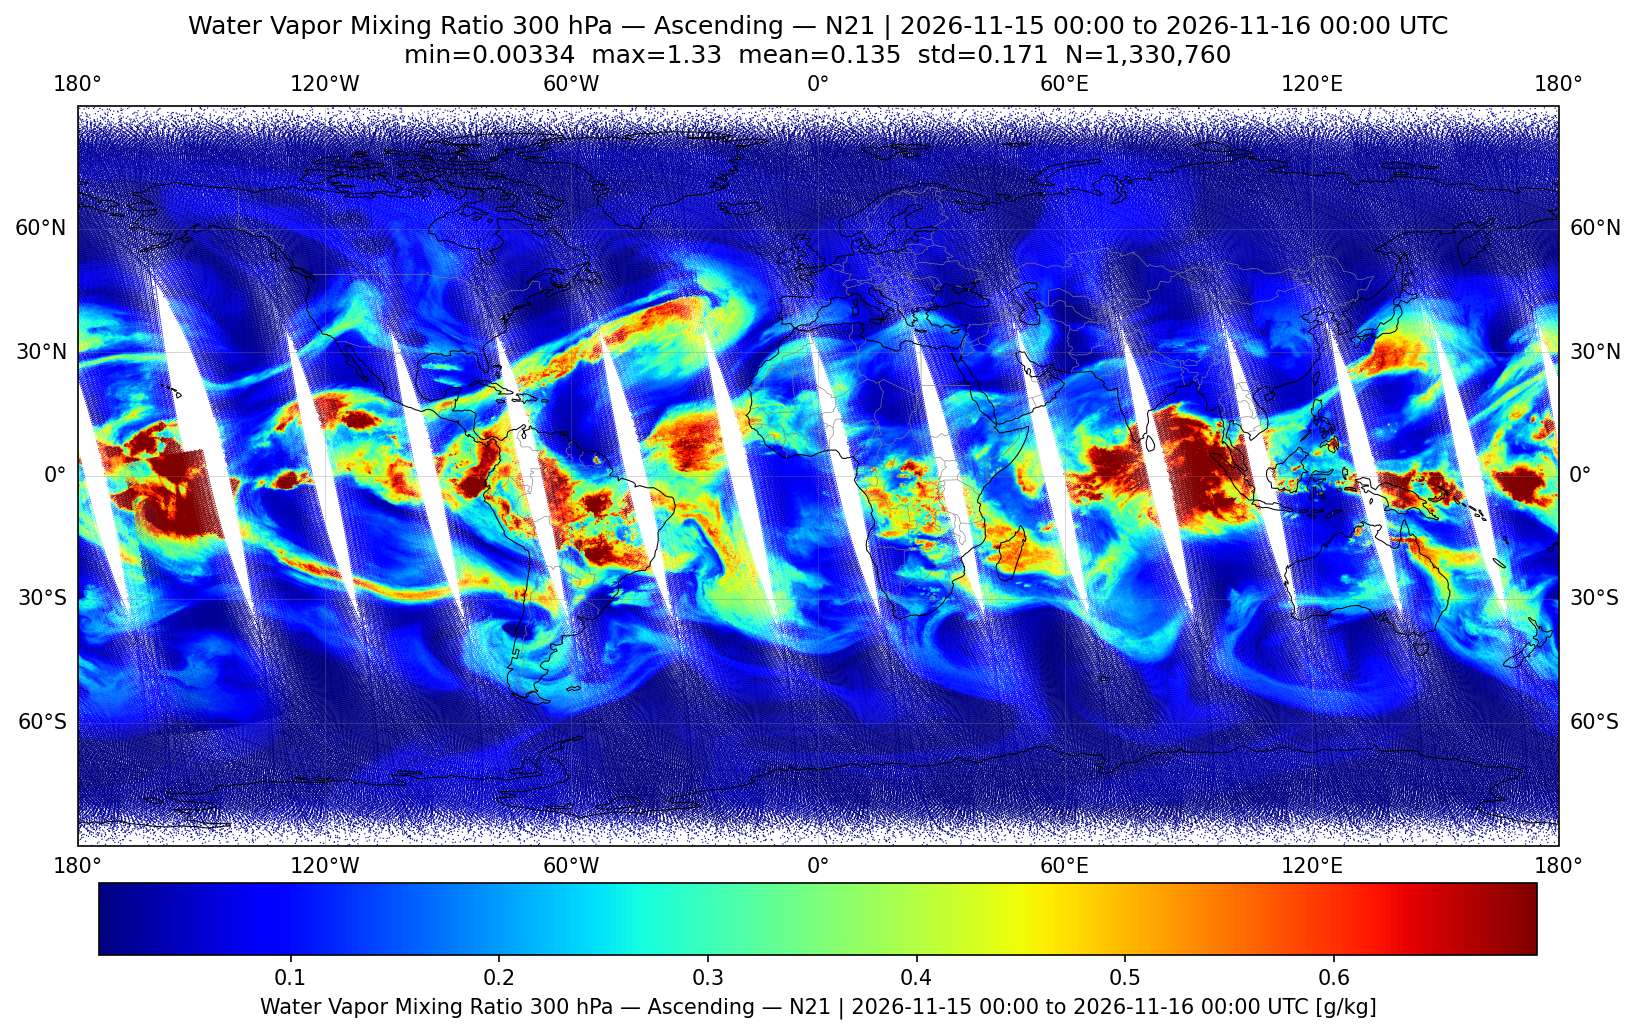 Water Vapor Mixing Ratio 300 hPa — Ascending — N21 | 2026-11-15 00:00 to 2026-11-16 00:00 UTC
min=0.00334 max=1.33 mean=0.135 std=0.171 N=1,330,760
180° 120°W 60°W 0° 60°E 120°E 180°
60°N 60°N
30°N 30°N
0° 0°
30°S 30°S
60°S 60°S
180° 120°W 60°W 0° 60°E 120°E 180°
0.1 0.2 0.3 0.4 0.5 0.6
Water Vapor Mixing Ratio 300 hPa — Ascending — N21 | 2026-11-15 00:00 to 2026-11-16 00:00 UTC [g/kg]